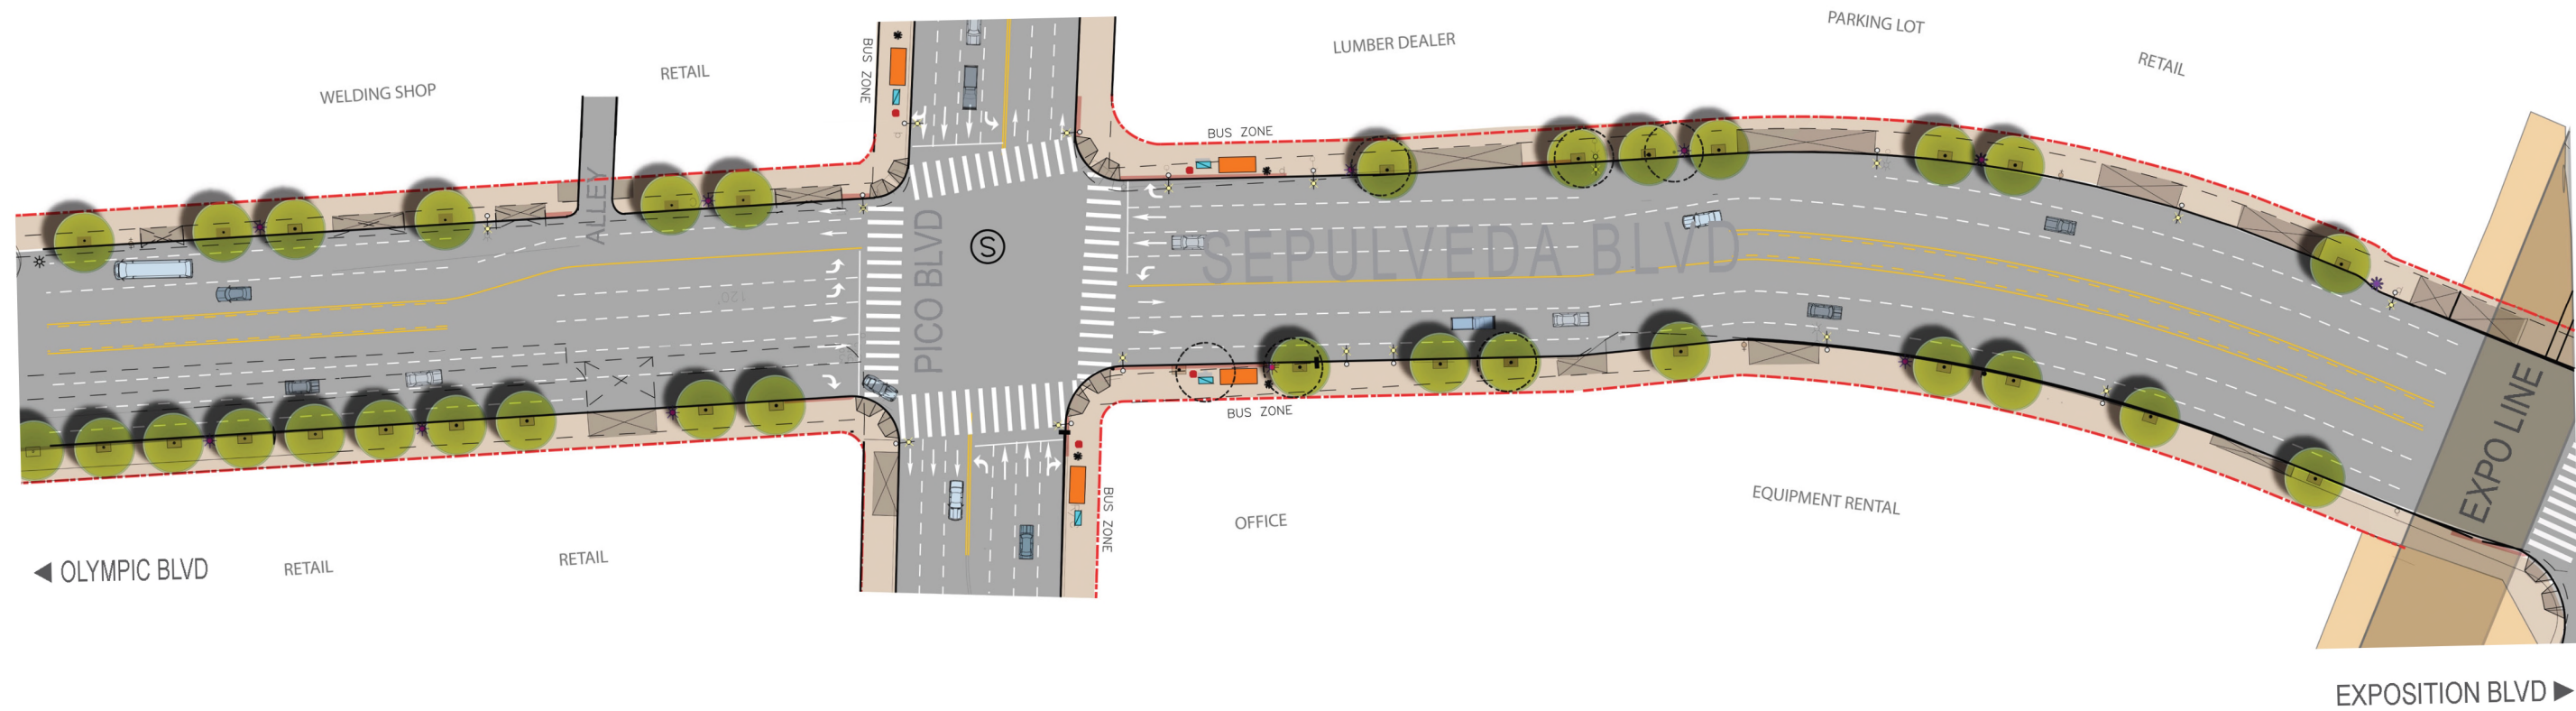 PARKING LOT
LUMBER DEALER
RETAIL
RETAIL
WELDING SHOP
BUS ZONE
BUS ZONE
ALLEY
PICO BLVD
S
SEPULVEDA BLVD
120'
EXPO LINE
BUS ZONE
BUS ZONE
OFFICE
EQUIPMENT RENTAL
OLYMPIC BLVD
RETAIL
RETAIL
EXPOSITION BLVD